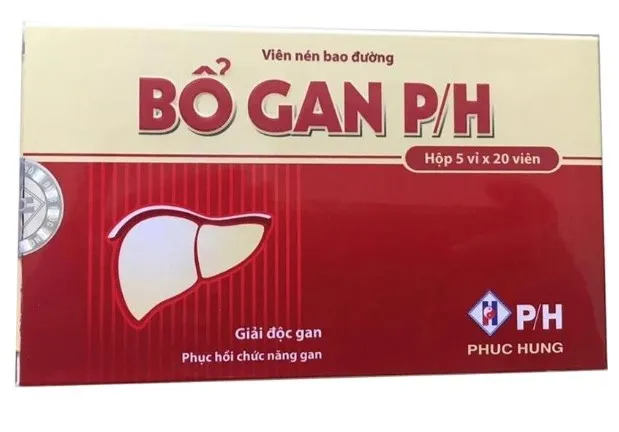 Viên nén bao đường
BỔ GAN P/H
Hộp 5 vỉ x 20 viên
Giải độc gan
Phục hồi chức năng gan
P/H
PHUC HUNG